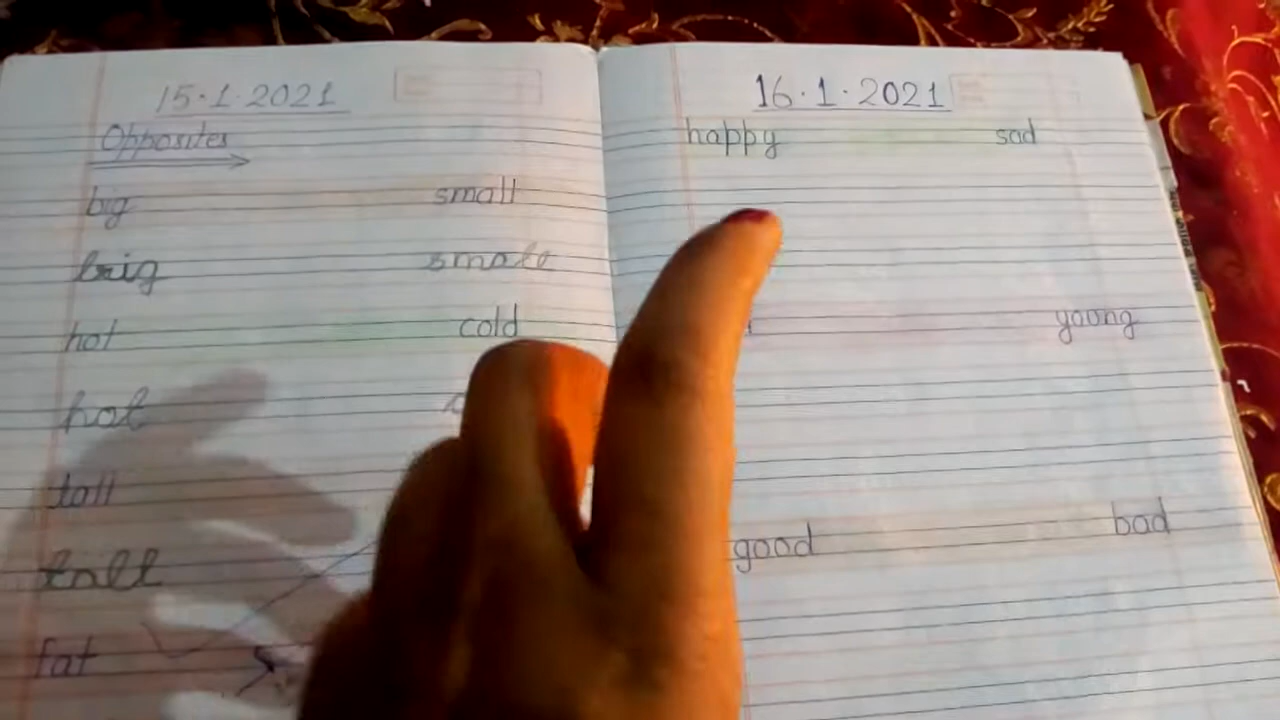 15.1.2021
Opposites
big small
big small
hot cold
hot
tall
tall
fat
16.1.2021
happy sad
young
good bad